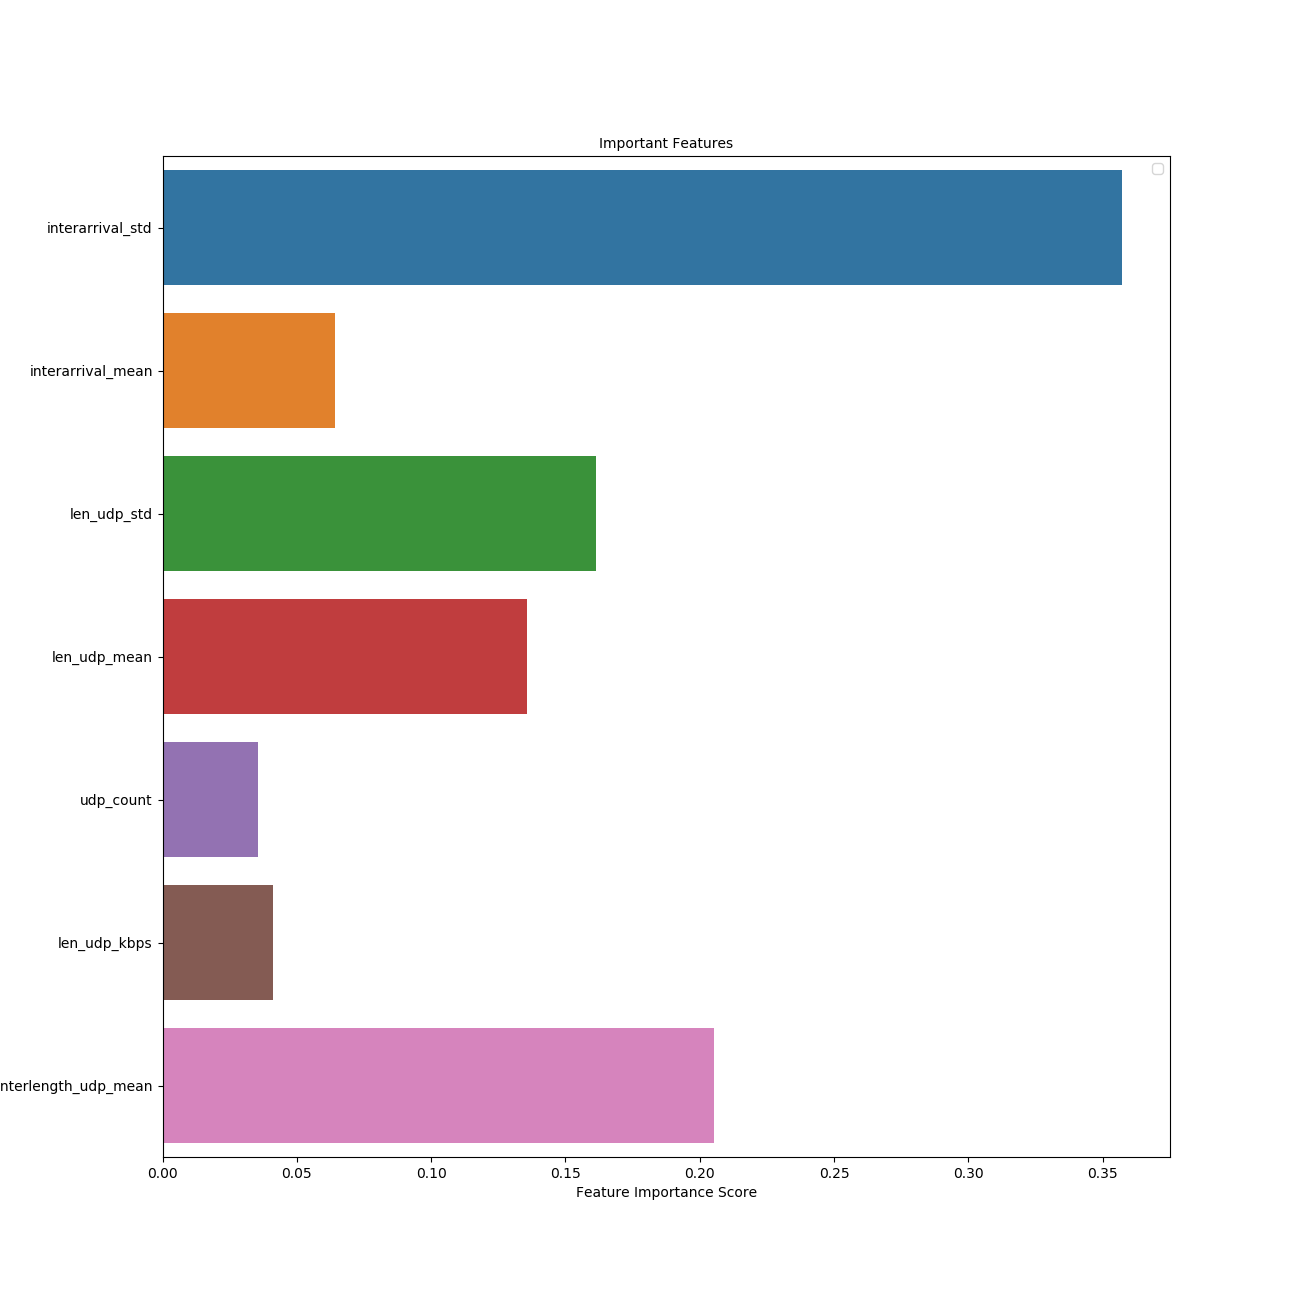 Important Features
interarrival_std
interarrival_mean
len_udp_std
len_udp_mean
udp_count
len_udp_kbps
nterlength_udp_mean
0.00 0.05 0.10 0.15 0.20 0.25 0.30 0.35
Feature Importance Score